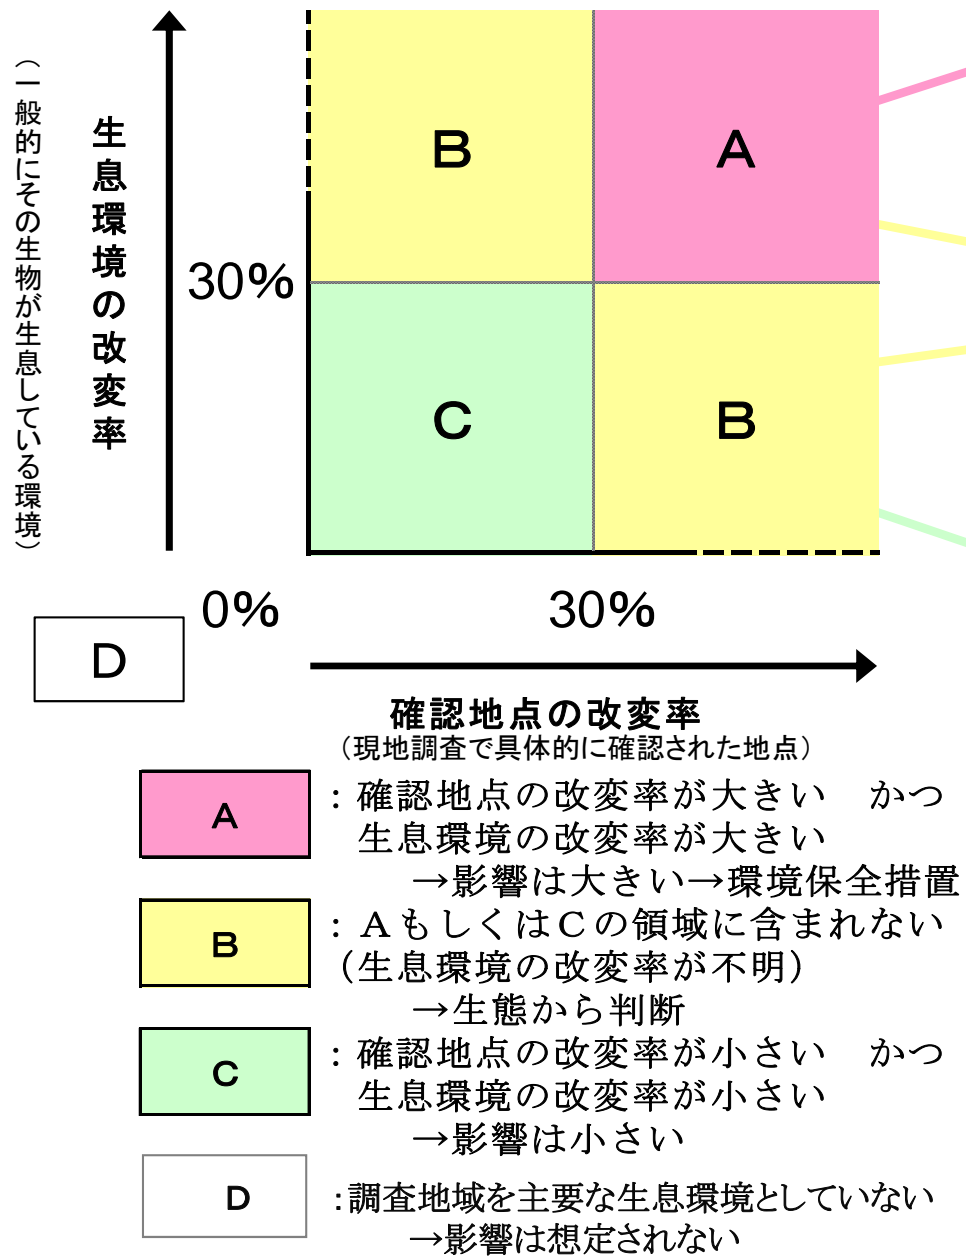 （一般的にその生物が生息している環境）
生息環境の改変率
B
A
30%
C
B
0%
30%
D
確認地点の改変率
（現地調査で具体的に確認された地点）
A
：確認地点の改変率が大きい　かつ
生息環境の改変率が大きい
→影響は大きい→環境保全措置
B
：ＡもしくはＣの領域に含まれない
（生息環境の改変率が不明）
→生態から判断
C
：確認地点の改変率が小さい　かつ
生息環境の改変率が小さい
→影響は小さい
D
：調査地域を主要な生息環境としていない
→影響は想定されない